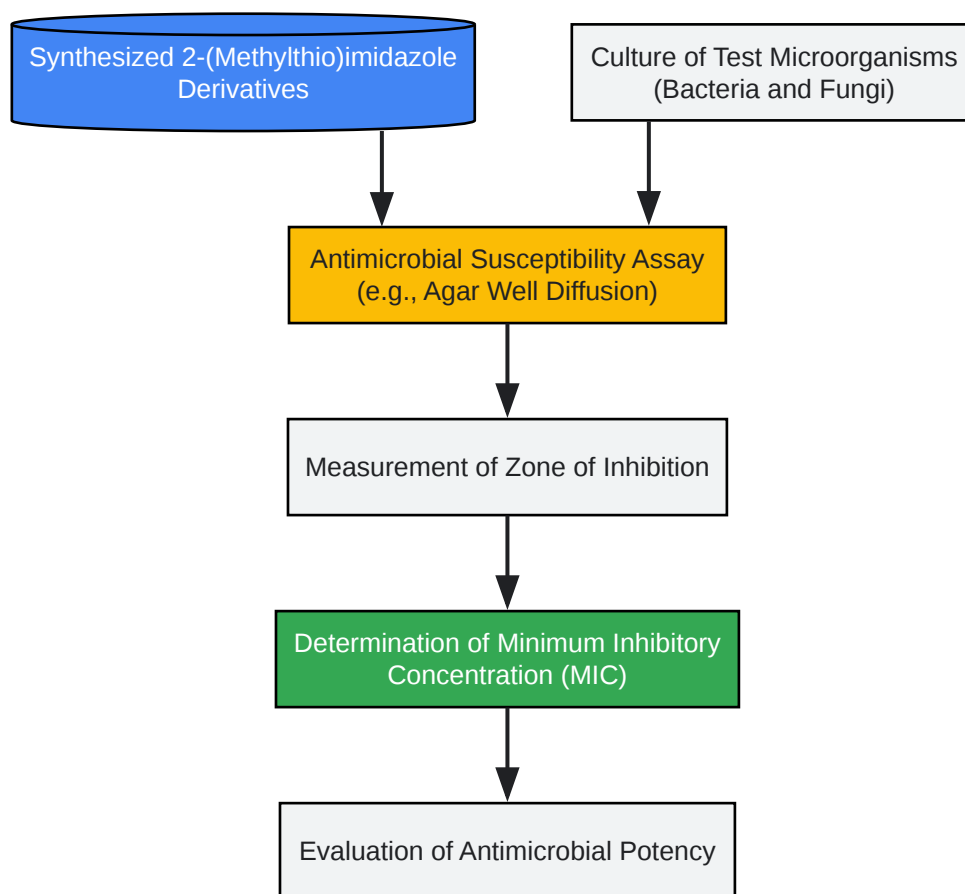 Synthesized 2-(Methylthio)imidazole
Derivatives
Culture of Test Microorganisms
(Bacteria and Fungi)
Antimicrobial Susceptibility Assay
(e.g., Agar Well Diffusion)
Measurement of Zone of Inhibition
Determination of Minimum Inhibitory
Concentration (MIC)
Evaluation of Antimicrobial Potency